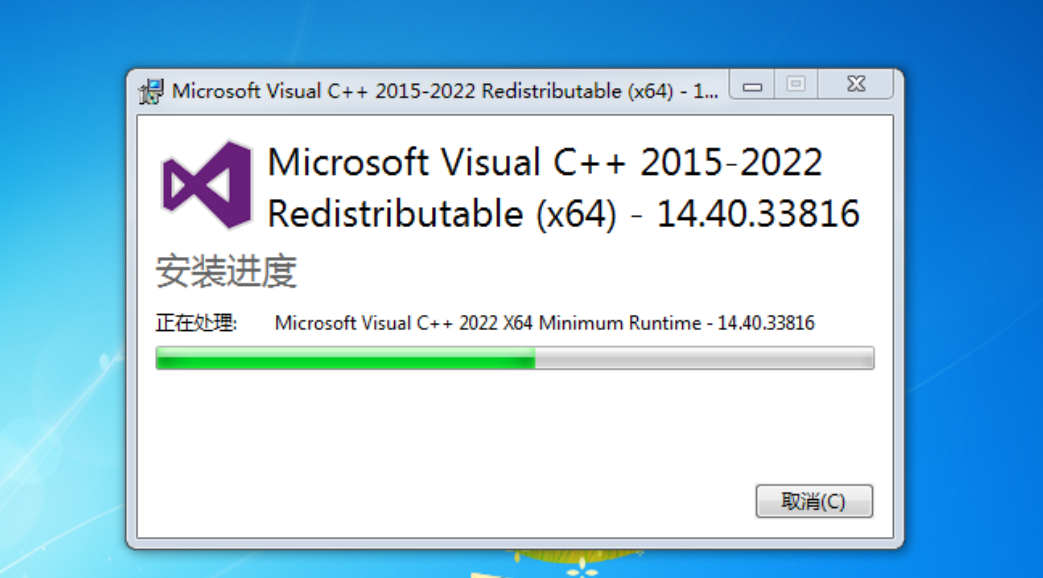 Microsoft Visual C++ 2015-2022 Redistributable (x64) - 1...
Microsoft Visual C++ 2015-2022
Redistributable (x64) - 14.40.33816
安装进度
正在处理: Microsoft Visual C++ 2022 X64 Minimum Runtime - 14.40.33816
取消(C)